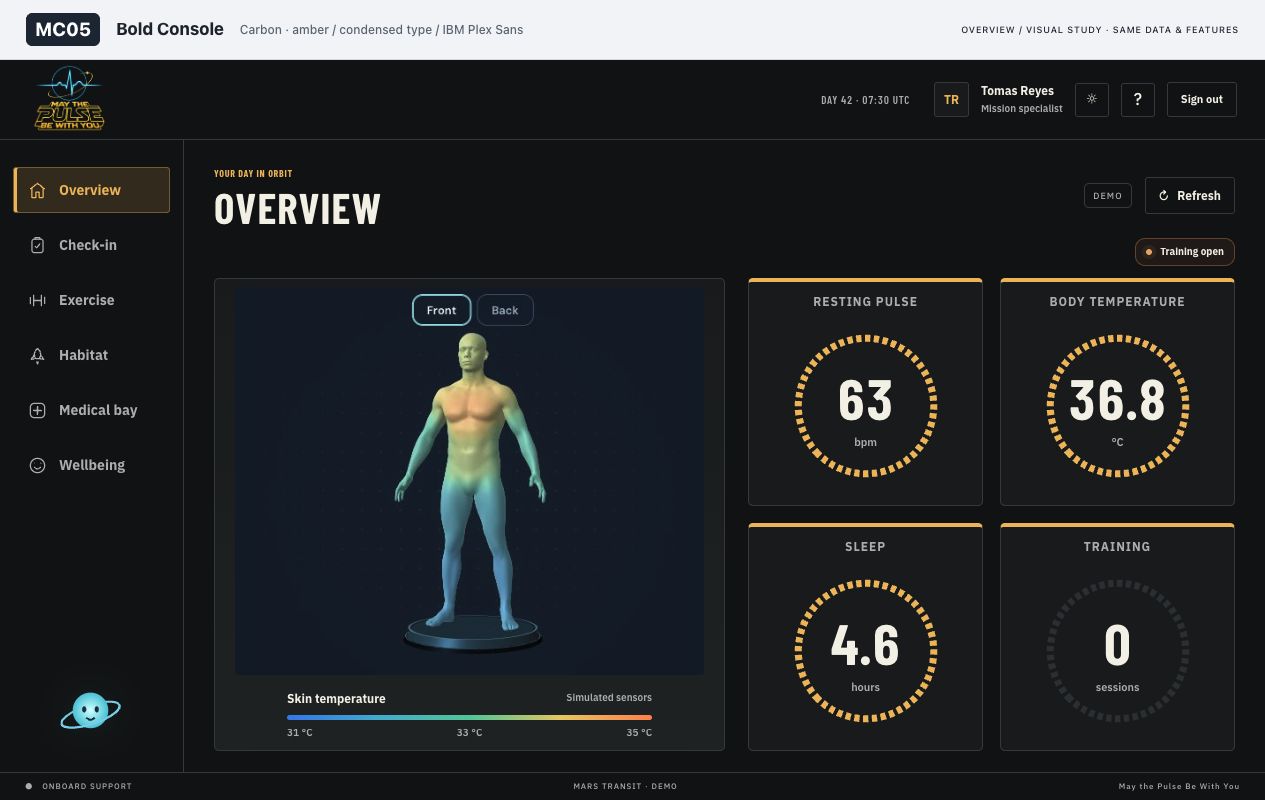 MC05 Bold Console Carbon · amber / condensed type / IBM Plex Sans OVERVIEW / VISUAL STUDY · SAME DATA & FEATURES
MAY THE
PULSE
BE WITH YOU
DAY 42 · 07:30 UTC
TR
Tomas Reyes
Mission specialist
?
Sign out
Overview
Check-in
Exercise
Habitat
Medical bay
Wellbeing
YOUR DAY IN ORBIT
OVERVIEW
DEMO
Refresh
Training open
Front Back
Skin temperature Simulated sensors
31 °C 33 °C 35 °C
RESTING PULSE
63
bpm
BODY TEMPERATURE
36.8
°C
SLEEP
4.6
hours
TRAINING
0
sessions
ONBOARD SUPPORT MARS TRANSIT · DEMO May the Pulse Be With You